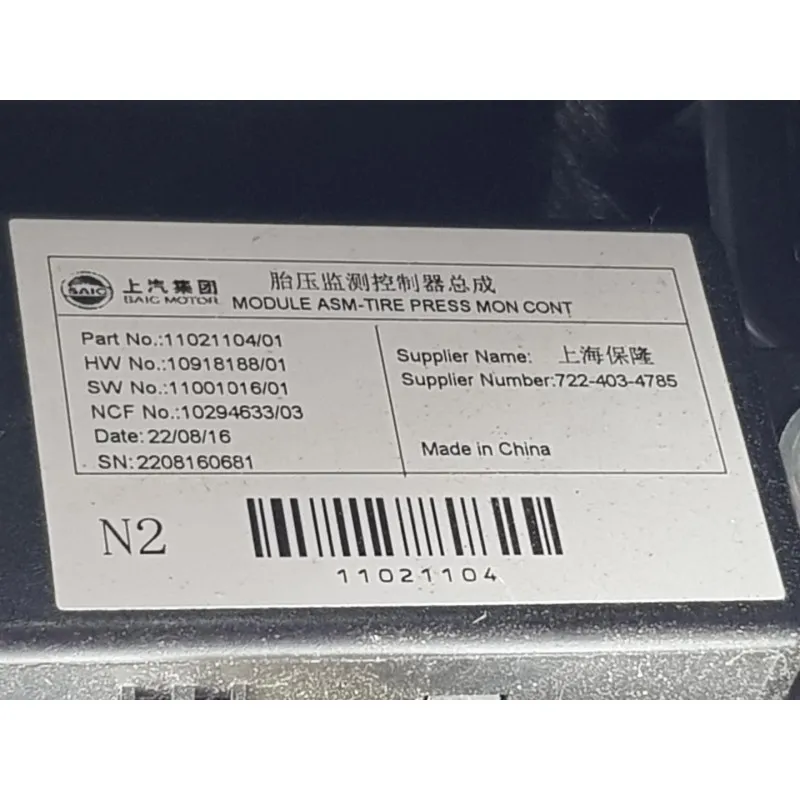 SAIC 上汽集团 胎压监测控制器总成
SAIC MOTOR MODULE ASM-TIRE PRESS MON CONT
Part No.:11021104/01
HW No.:10918188/01
SW No.:11001016/01
NCF No.:10294633/03
Date: 22/08/16
SN: 2208160681
Supplier Name: 上海保隆
Supplier Number:722-403-4785
Made in China
N2
11021104